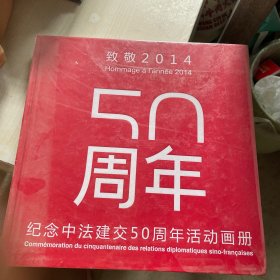 致敬2014
Hommage à l'année 2014
50
周年
纪念中法建交50周年活动画册
Commémoration du cinquantenaire des relations diplomatiques sino-françaises